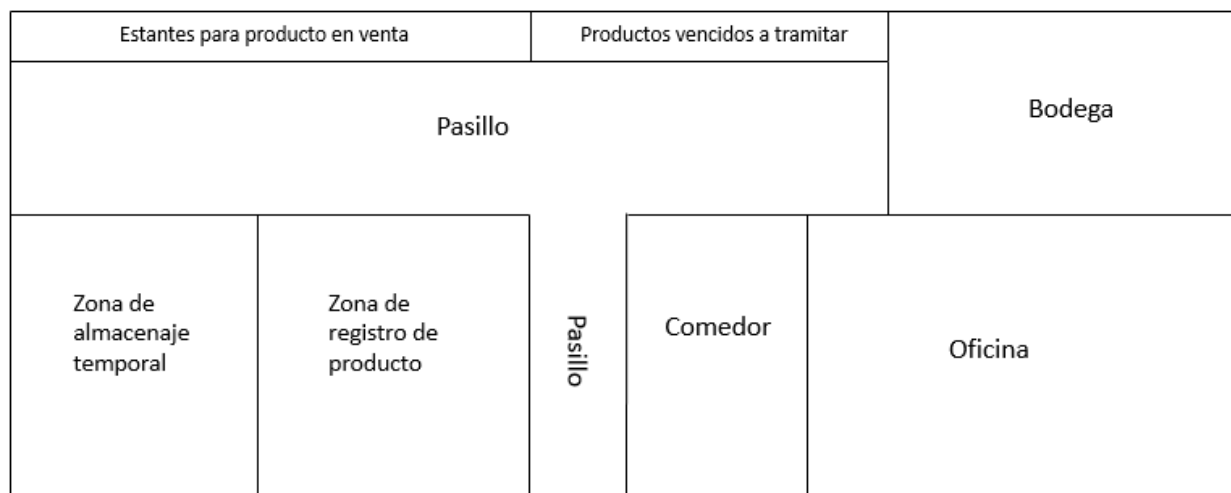 Estantes para producto en venta
Productos vencidos a tramitar
Bodega
Pasillo
Zona de
almacenaje
temporal
Zona de
registro de
producto
Pasillo
Comedor
Oficina